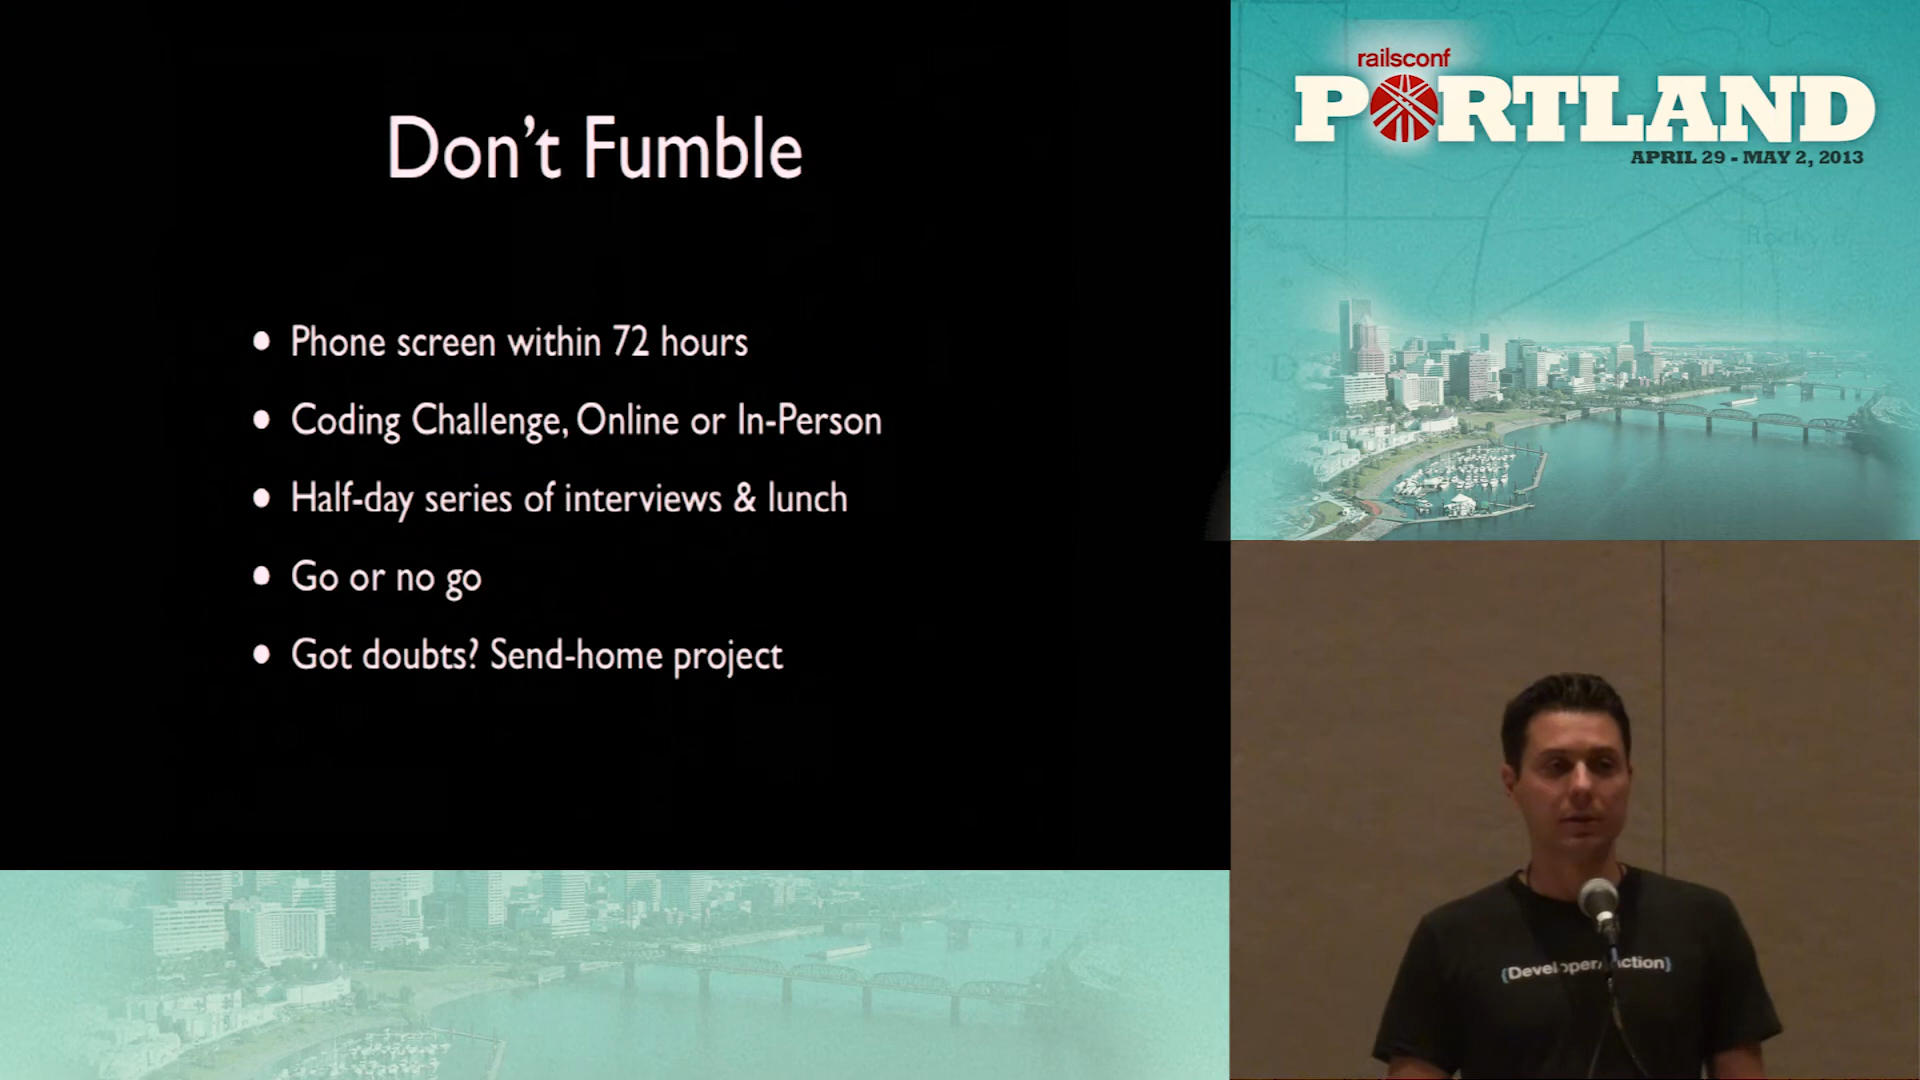 Don't Fumble
• Phone screen within 72 hours
• Coding Challenge, Online or In-Person
• Half-day series of interviews & lunch
• Go or no go
• Got doubts? Send-home project
railsconf
PORTLAND
APRIL 29 - MAY 2, 2013